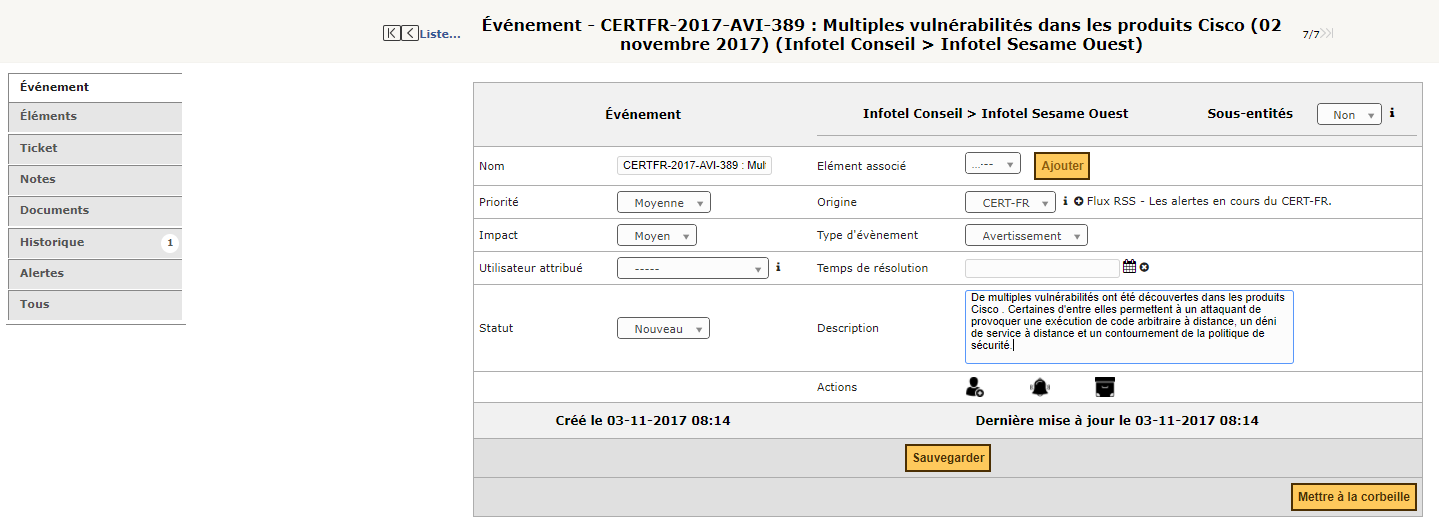 Liste...
Événement - CERTFR-2017-AVI-389 : Multiples vulnérabilités dans les produits Cisco (02
novembre 2017) (Infotel Conseil > Infotel Sesame Ouest)
7/7
Événement
Éléments
Ticket
Notes
Documents
Historique 1
Alertes
Tous
Événement Infotel Conseil > Infotel Sesame Ouest Sous-entités Non
Nom CERTFR-2017-AVI-389 : Mul Elément associé ...--- Ajouter
Priorité Moyenne Origine CERT-FR Flux RSS - Les alertes en cours du CERT-FR.
Impact Moyen Type d'évènement Avertissement
Utilisateur attribué ----- Temps de résolution
Statut Nouveau Description
De multiples vulnérabilités ont été découvertes dans les produits
Cisco . Certaines d'entre elles permettent à un attaquant de
provoquer une exécution de code arbitraire à distance, un déni
de service à distance et un contournement de la politique de
sécurité.
Actions
Créé le 03-11-2017 08:14 Dernière mise à jour le 03-11-2017 08:14
Sauvegarder
Mettre à la corbeille